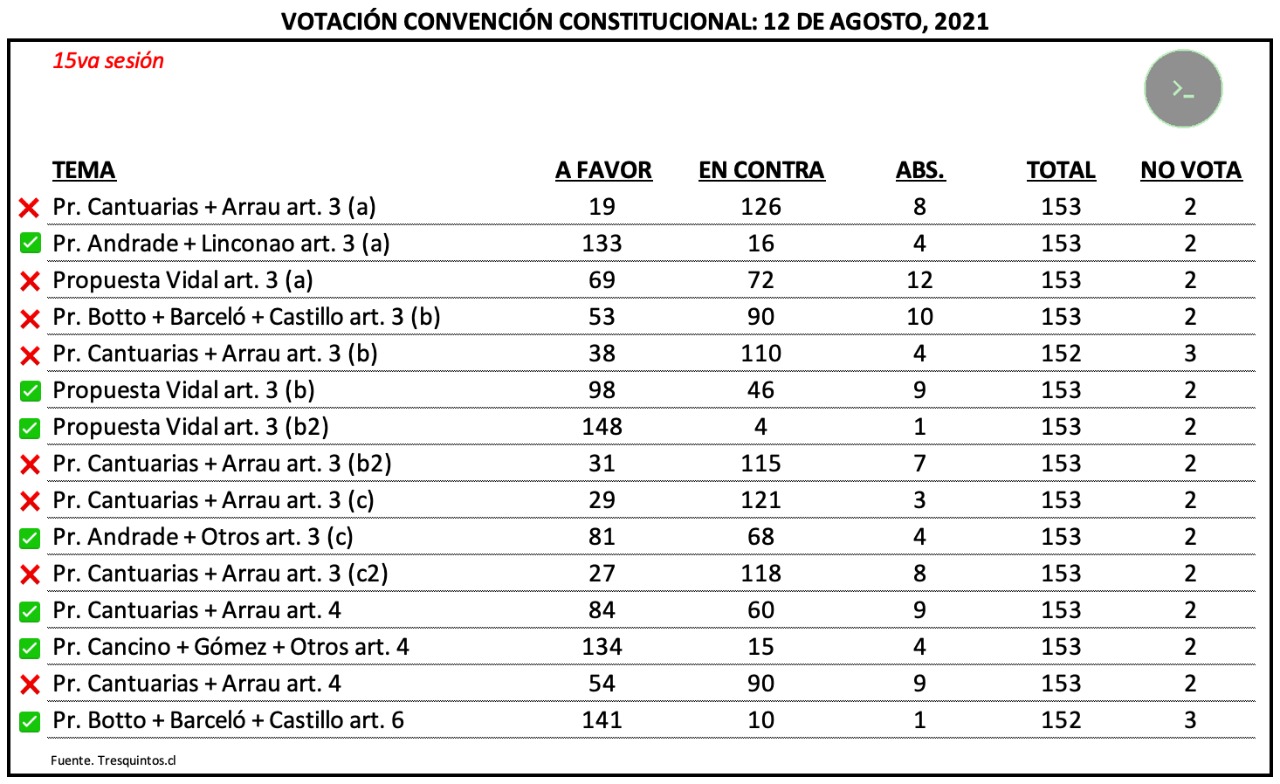 VOTACIÓN CONVENCIÓN CONSTITUCIONAL: 12 DE AGOSTO, 2021
15va sesión
>_
TEMA A FAVOR EN CONTRA ABS. TOTAL NO VOTA
Pr. Cantuarias + Arrau art. 3 (a) 19 126 8 153 2
Pr. Andrade + Linconao art. 3 (a) 133 16 4 153 2
Propuesta Vidal art. 3 (a) 69 72 12 153 2
Pr. Botto + Barceló + Castillo art. 3 (b) 53 90 10 153 2
Pr. Cantuarias + Arrau art. 3 (b) 38 110 4 152 3
Propuesta Vidal art. 3 (b) 98 46 9 153 2
Propuesta Vidal art. 3 (b2) 148 4 1 153 2
Pr. Cantuarias + Arrau art. 3 (b2) 31 115 7 153 2
Pr. Cantuarias + Arrau art. 3 (c) 29 121 3 153 2
Pr. Andrade + Otros art. 3 (c) 81 68 4 153 2
Pr. Cantuarias + Arrau art. 3 (c2) 27 118 8 153 2
Pr. Cantuarias + Arrau art. 4 84 60 9 153 2
Pr. Cancino + Gómez + Otros art. 4 134 15 4 153 2
Pr. Cantuarias + Arrau art. 4 54 90 9 153 2
Pr. Botto + Barceló + Castillo art. 6 141 10 1 152 3
Fuente. Tresquintos.cl